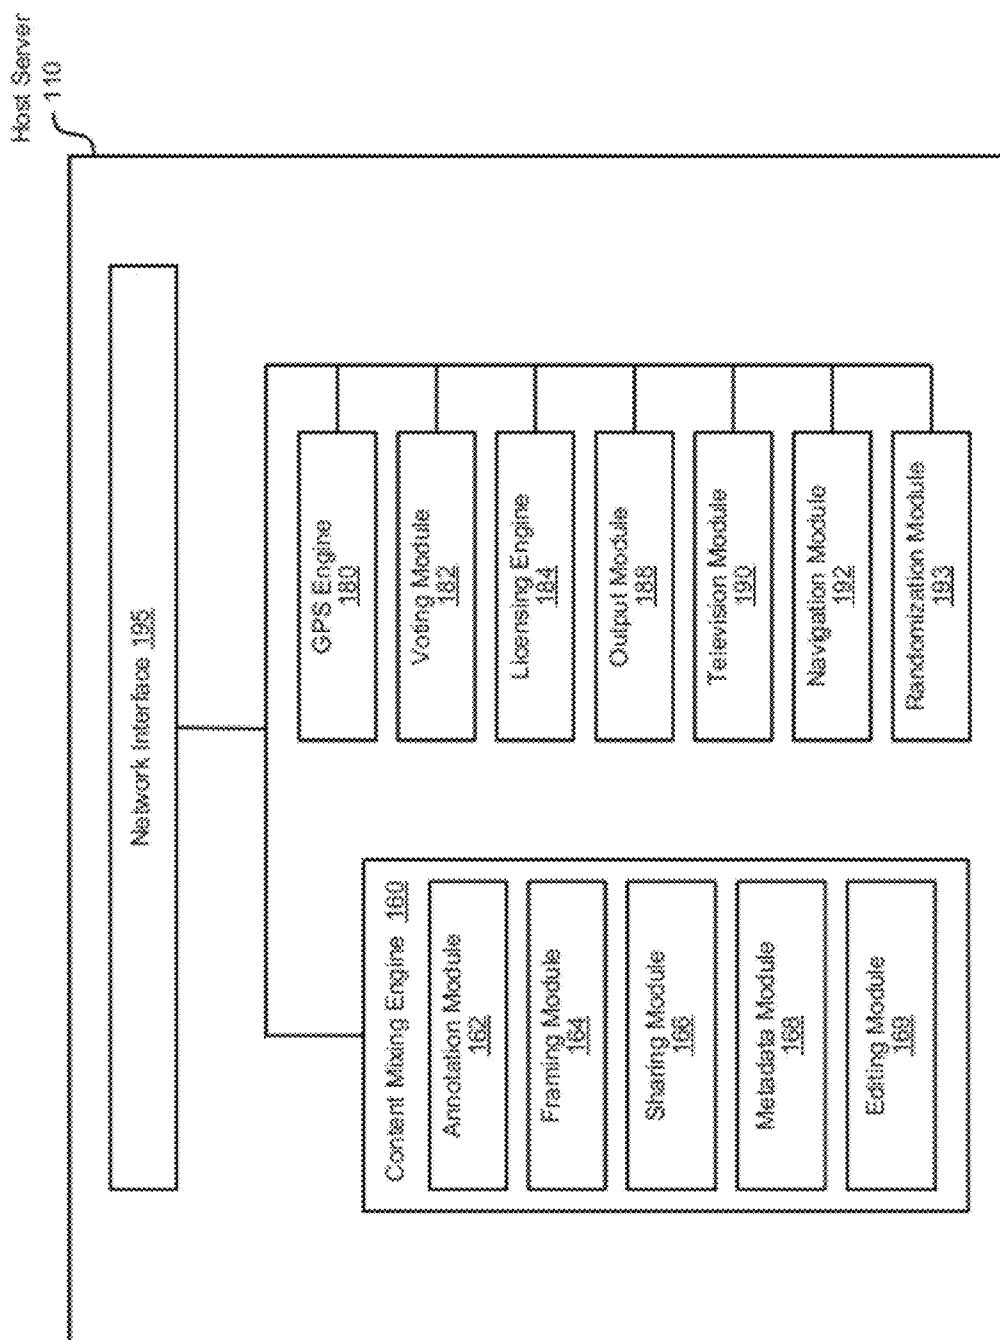 Host Server
110
Network Interface 195
Content Mixing Engine 160
Annotation Module
162
Framing Module
164
Sharing Module
166
Metadata Module
168
Editing Module
169
GPS Engine
180
Voting Module
182
Licensing Engine
184
Output Module
188
Television Module
190
Navigation Module
192
Randomization Module
193